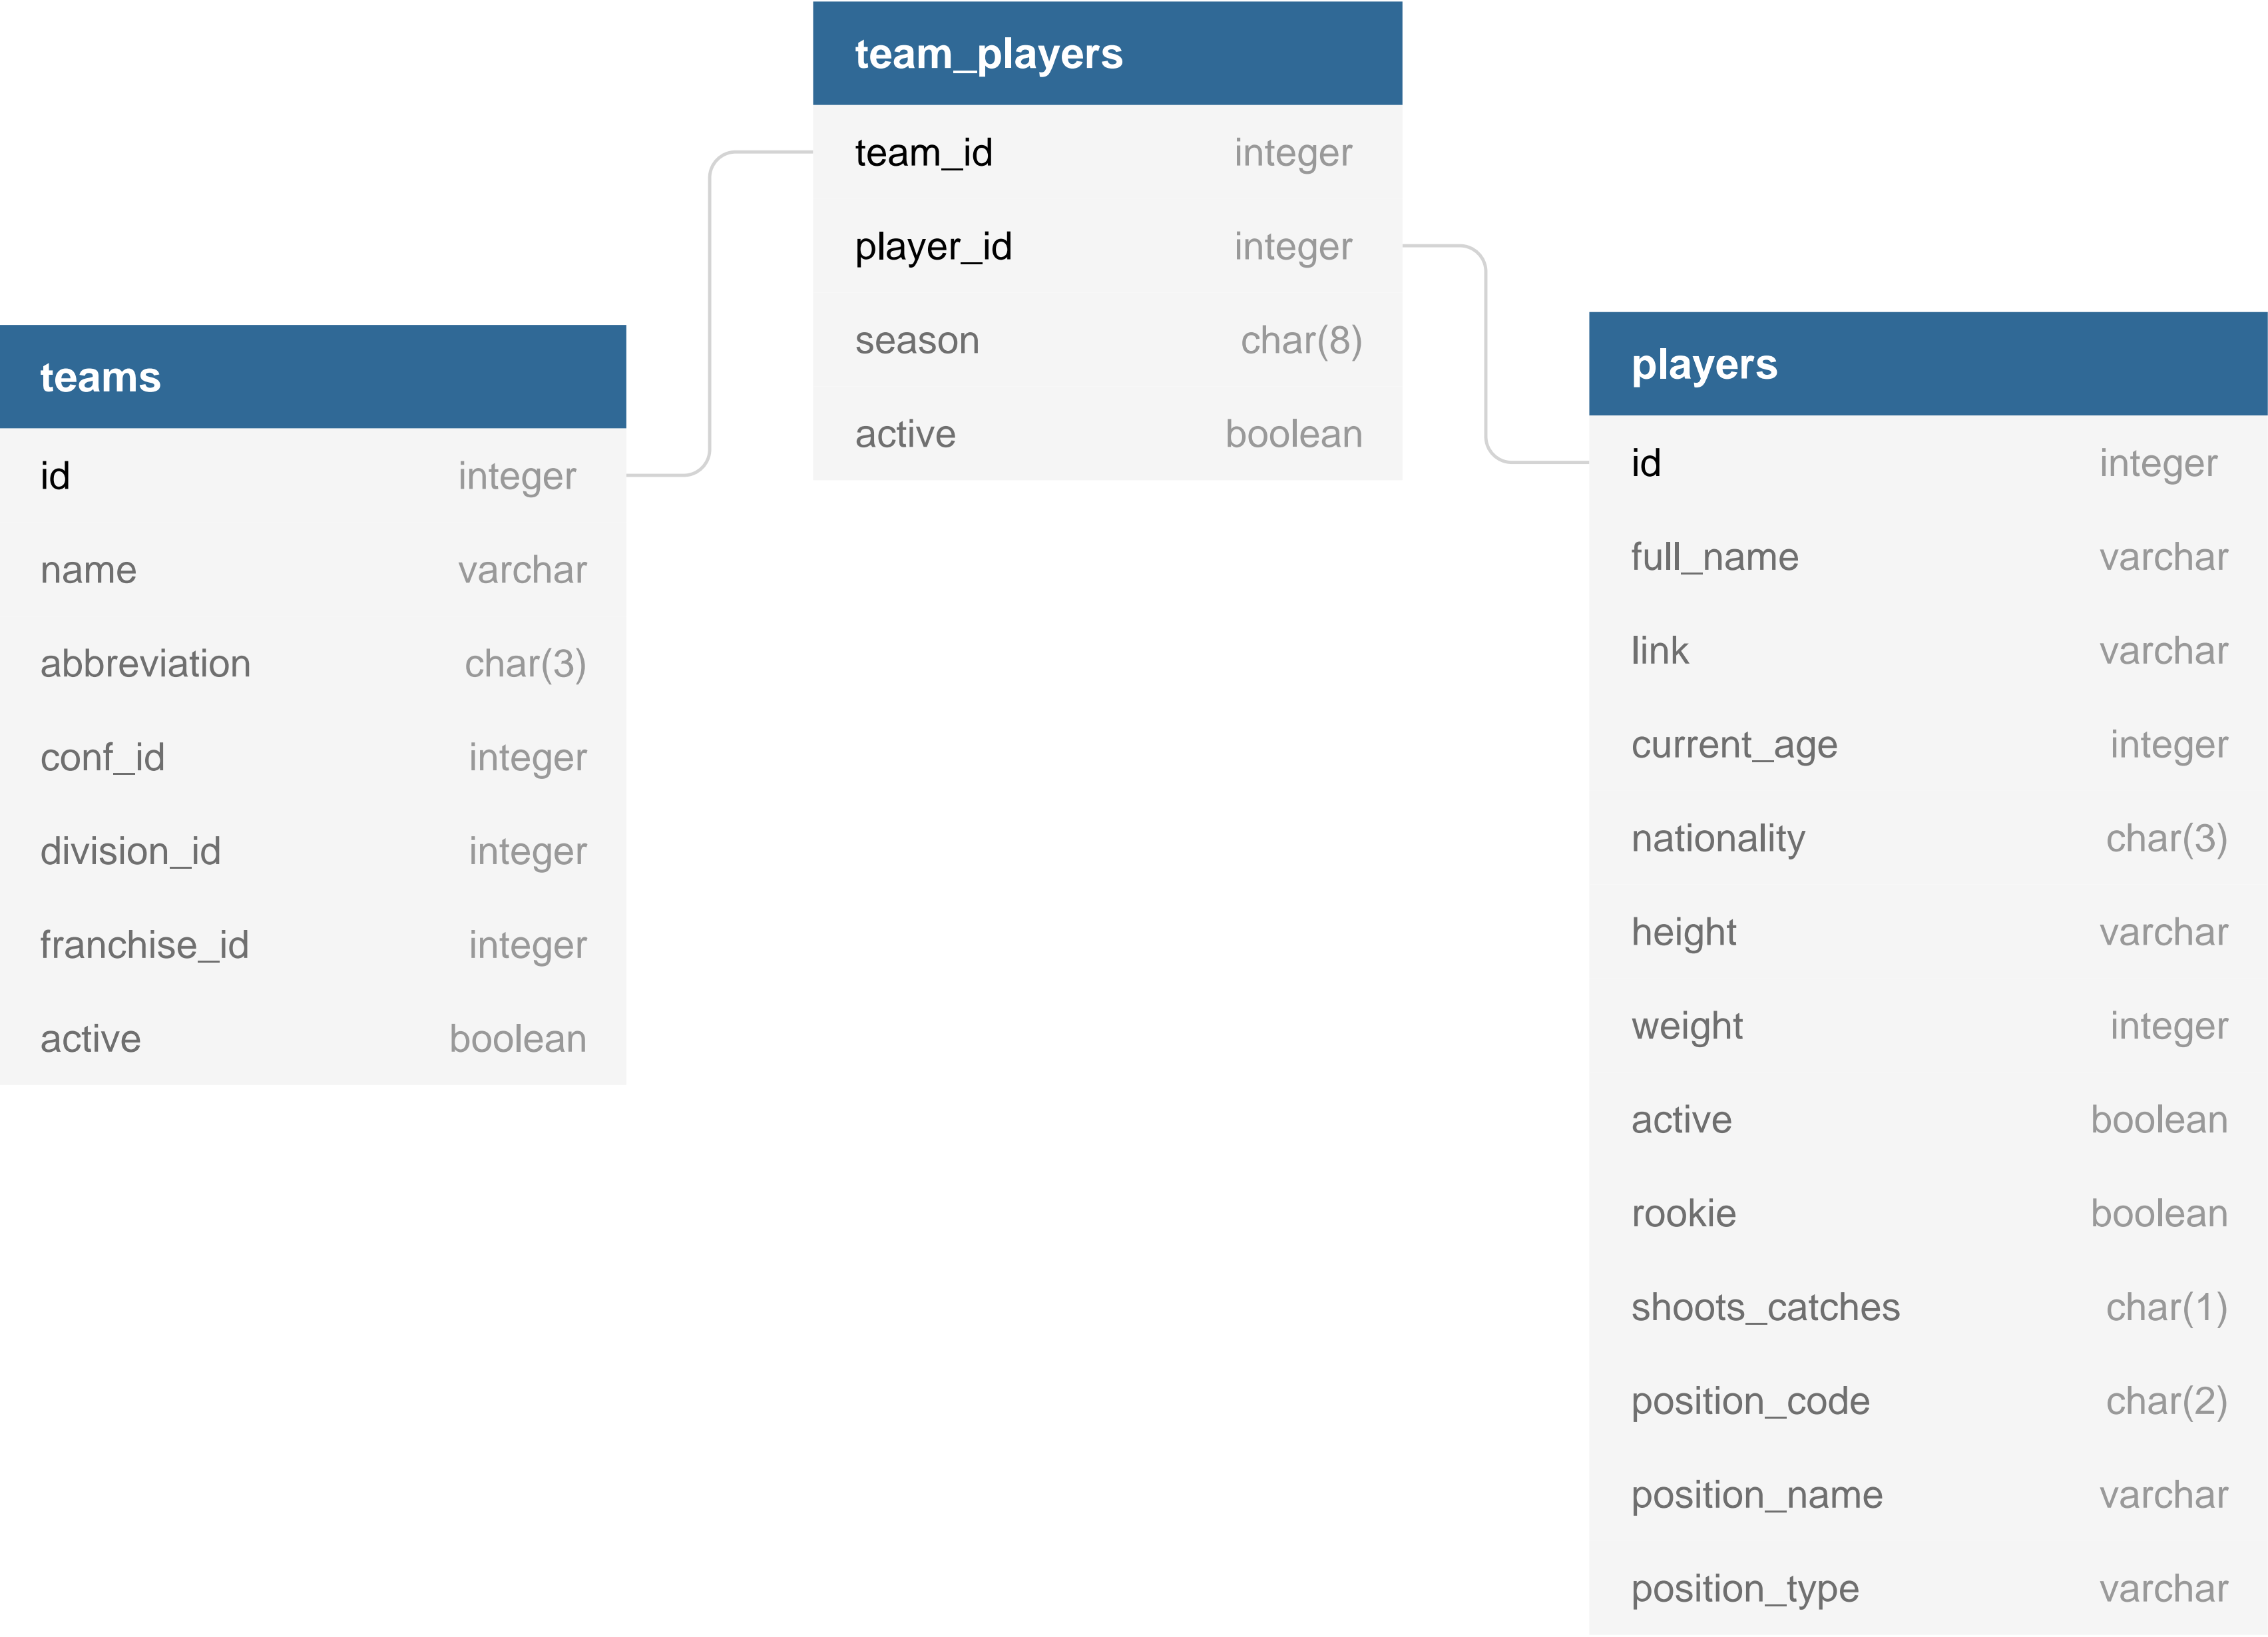 team_players
team_id integer
player_id integer
season char(8)
active boolean
teams
id integer
name varchar
abbreviation char(3)
conf_id integer
division_id integer
franchise_id integer
active boolean
players
id integer
full_name varchar
link varchar
current_age integer
nationality char(3)
height varchar
weight integer
active boolean
rookie boolean
shoots_catches char(1)
position_code char(2)
position_name varchar
position_type varchar